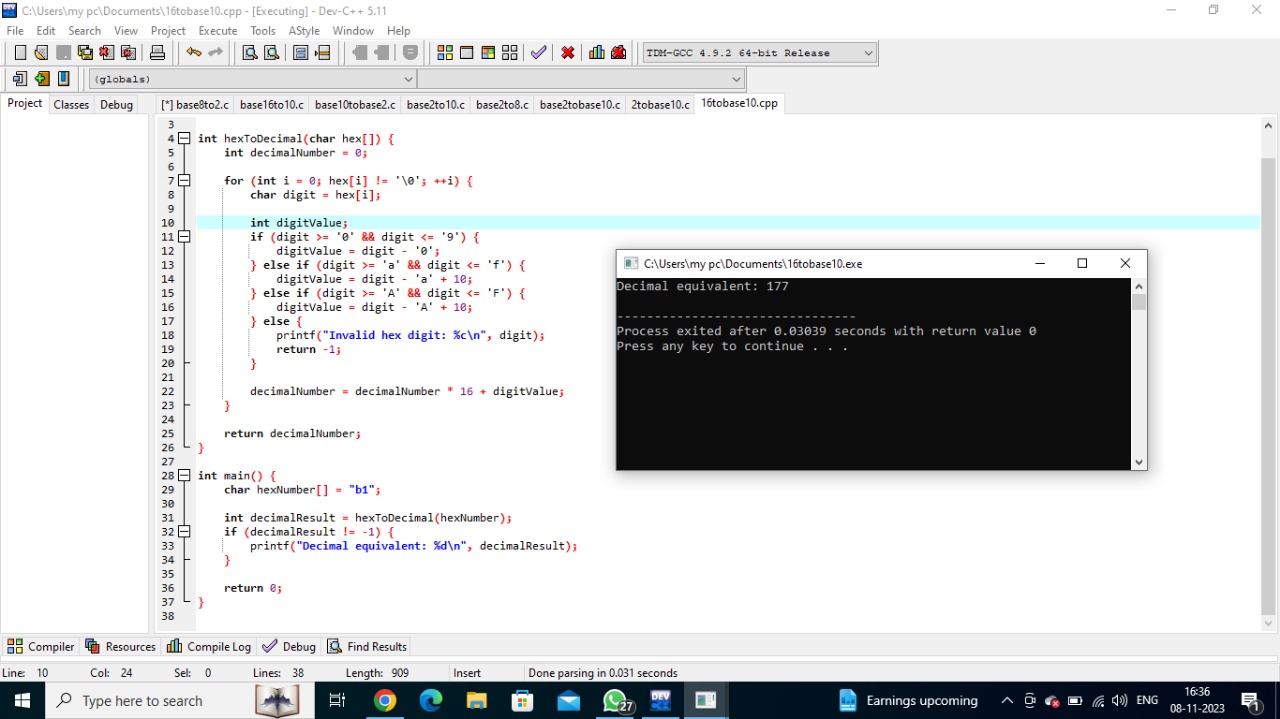 C:\Users\my pc\Documents\16tobase10.cpp - [Executing] - Dev-C++ 5.11
File Edit Search View Project Execute Tools AStyle Window Help
TDM-GCC 4.9.2 64-bit Release
(globals)
Project Classes Debug [*] base8to2.c base16to10.c base10tobase2.c base2to10.c base2to8.c base2tobase10.c 2tobase10.c 16tobase10.cpp
3
4 int hexToDecimal(char hex[]) {
5 int decimalNumber = 0;
6
7 for (int i = 0; hex[i] != '\0'; ++i) {
8 char digit = hex[i];
9
10 int digitValue;
11 if (digit >= '0' && digit <= '9') {
12 digitValue = digit - '0';
13 } else if (digit >= 'a' && digit <= 'f') {
14 digitValue = digit - 'a' + 10;
15 } else if (digit >= 'A' && digit <= 'F') {
16 digitValue = digit - 'A' + 10;
17 } else {
18 printf("Invalid hex digit: %c\n", digit);
19 return -1;
20 }
21
22 decimalNumber = decimalNumber * 16 + digitValue;
23 }
24
25 return decimalNumber;
26 }
27
28 int main() {
29 char hexNumber[] = "b1";
30
31 int decimalResult = hexToDecimal(hexNumber);
32 if (decimalResult != -1) {
33 printf("Decimal equivalent: %d\n", decimalResult);
34 }
35
36 return 0;
37 }
38
C:\Users\my pc\Documents\16tobase10.exe
Decimal equivalent: 177
--------------------------------
Process exited after 0.03039 seconds with return value 0
Press any key to continue . . .
Compiler Resources Compile Log Debug Find Results
Line: 10 Col: 24 Sel: 0 Lines: 38 Length: 909 Insert Done parsing in 0.031 seconds
Type here to search 27 DEV Earnings upcoming ENG 16:36
08-11-2023 1